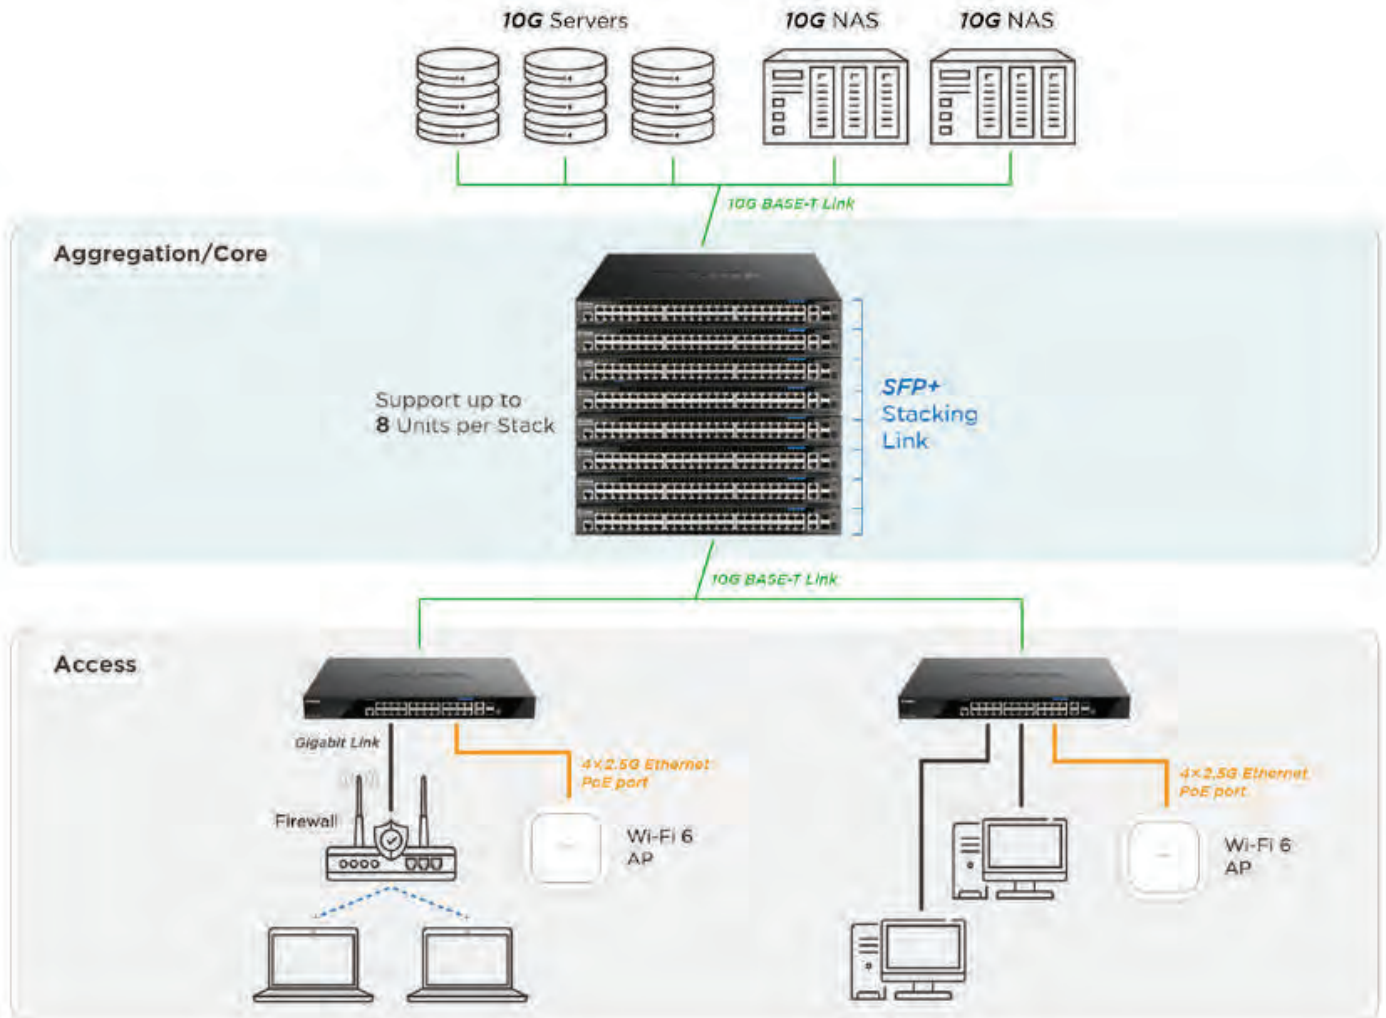 10G Servers
10G NAS
10G NAS
10G BASE-T Link
Aggregation/Core
Support up to
8 Units per Stack
SFP+
Stacking
Link
10G BASE-T Link
Access
Gigabit Link
4×2.5G Ethernet
PoE port
Firewall
Wi-Fi 6
AP
4×2.5G Ethernet
PoE port
Wi-Fi 6
AP